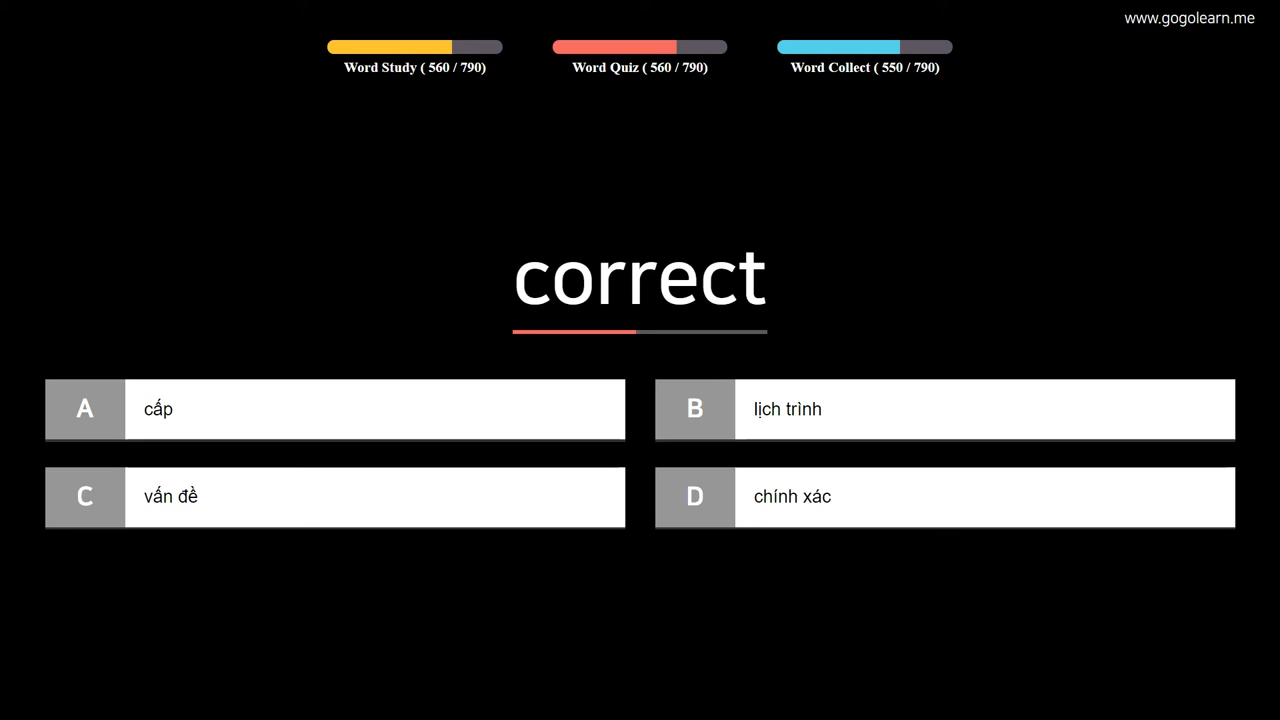 www.gogolearn.me
Word Study ( 560 / 790)
Word Quiz ( 560 / 790)
Word Collect ( 550 / 790)
correct
A cấp
B lịch trình
C vấn đề
D chính xác